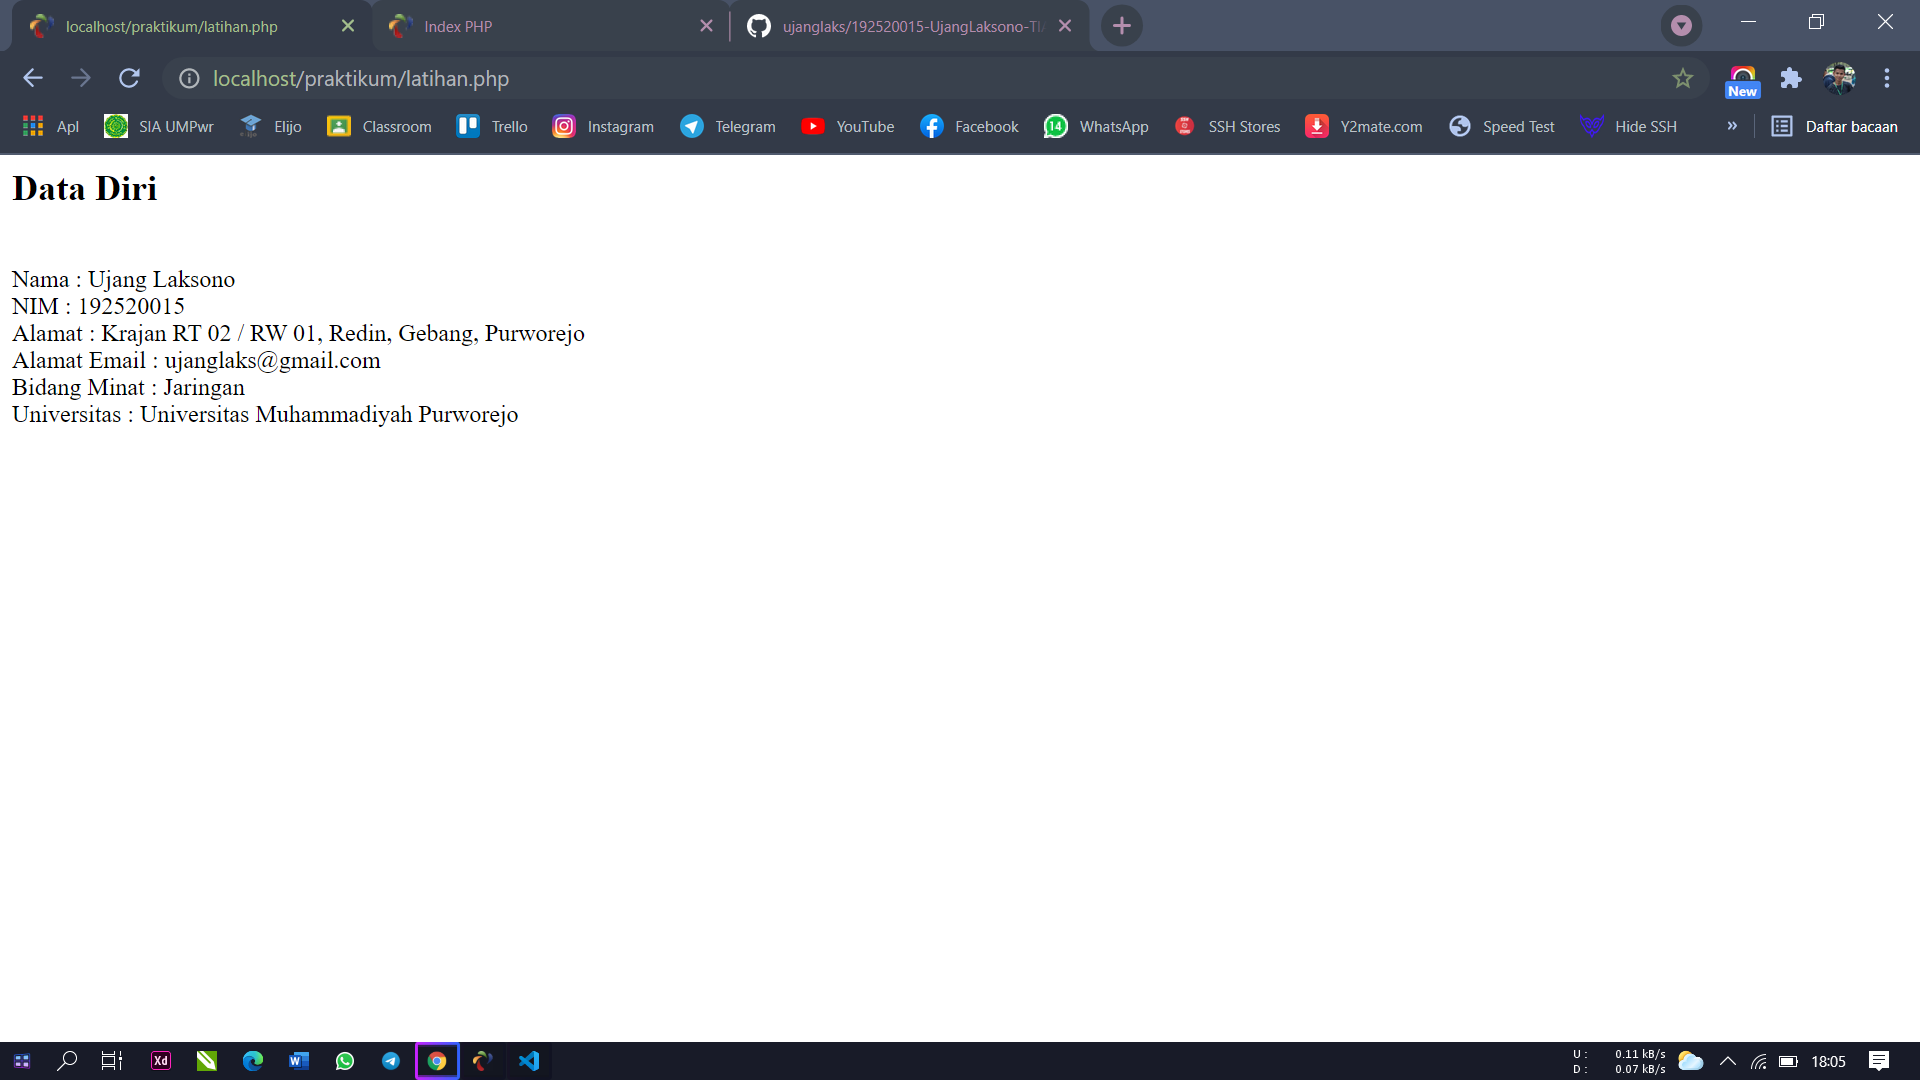 localhost/praktikum/latihan.php
Index PHP
ujanglaks/192520015-UjangLaksono-TI
localhost/praktikum/latihan.php
New
Apl
SIA UMPwr
Elijo
Classroom
Trello
Instagram
Telegram
YouTube
Facebook
14
WhatsApp
SSH Stores
Y2mate.com
Speed Test
Hide SSH
»
Daftar bacaan
Data Diri
Nama : Ujang Laksono
NIM : 192520015
Alamat : Krajan RT 02 / RW 01, Redin, Gebang, Purworejo
Alamat Email : ujanglaks@gmail.com
Bidang Minat : Jaringan
Universitas : Universitas Muhammadiyah Purworejo
Xd
U : 0.11 kB/s
D : 0.07 kB/s
18:05